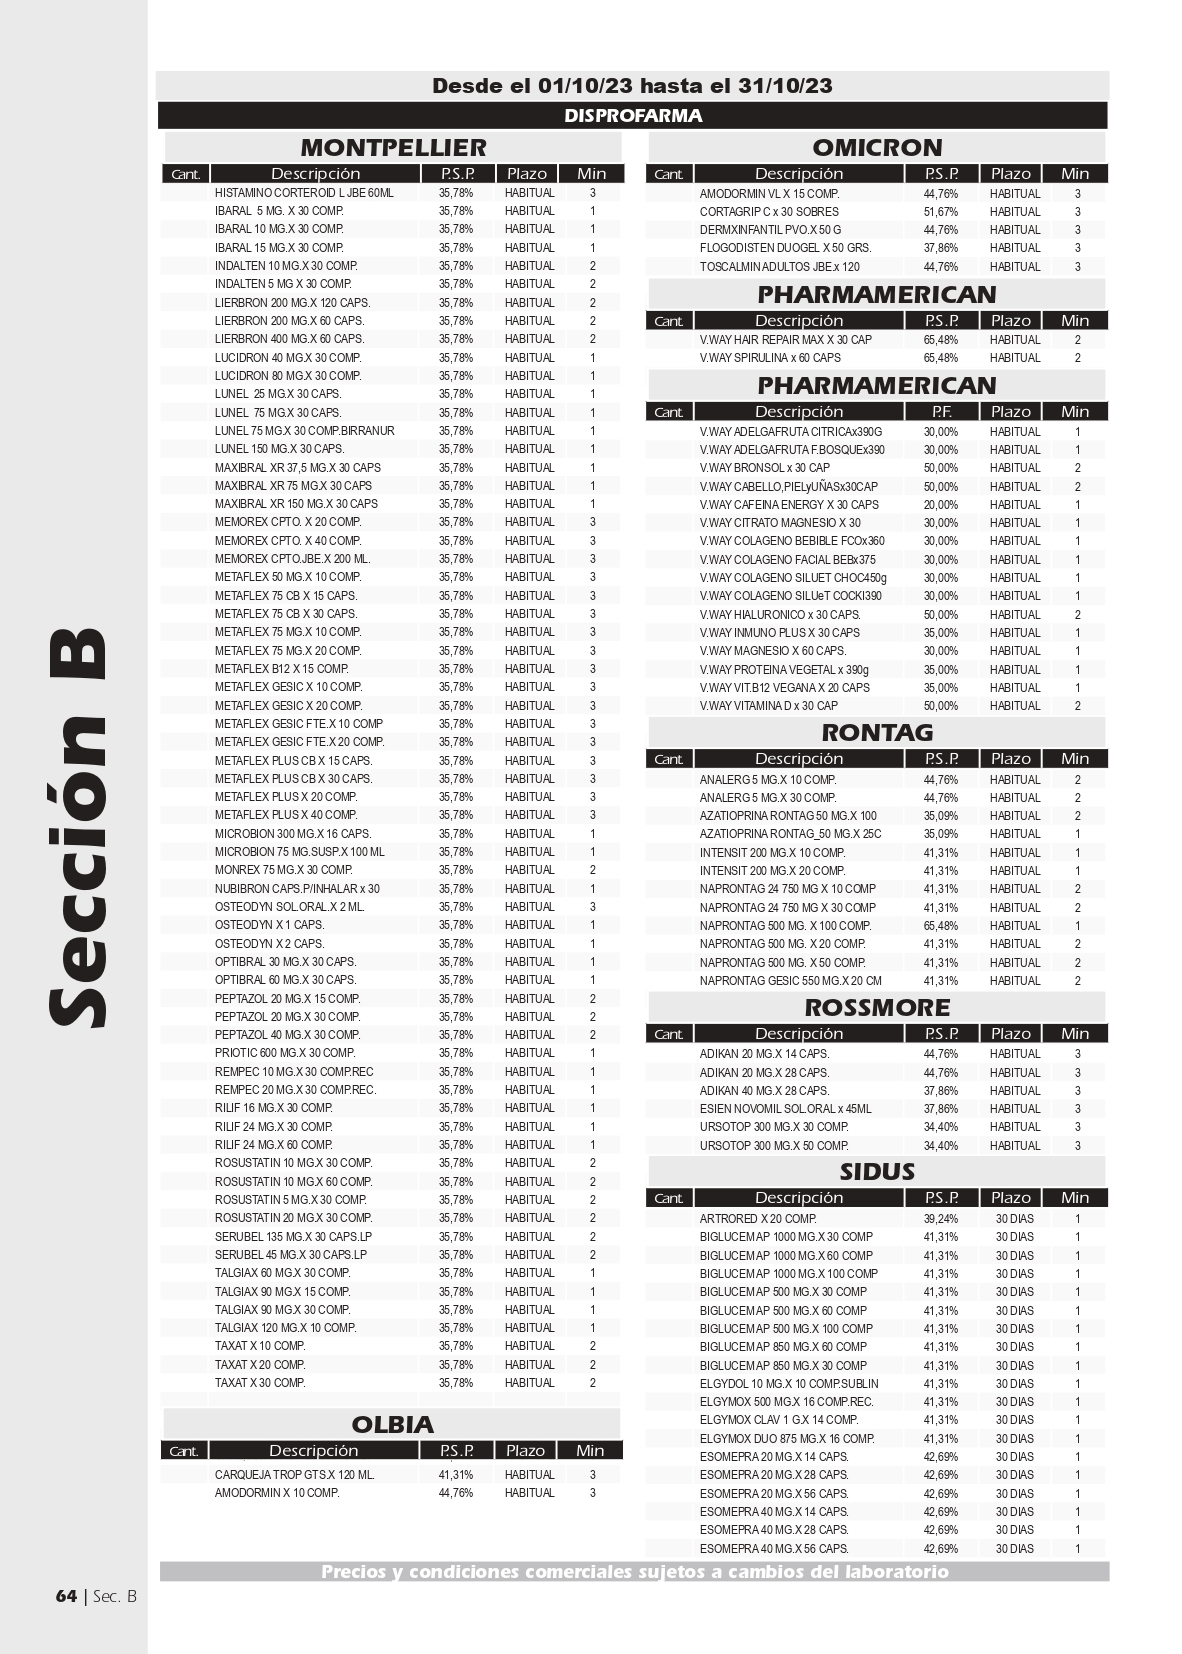 Desde el 01/10/23 hasta el 31/10/23
DISPROFARMA
MONTPELLIER
Cant. Descripción P.S.P. Plazo Min
HISTAMINO CORTEROID L JBE 60ML 35,78% HABITUAL 3
IBARAL 5 MG. X 30 COMP. 35,78% HABITUAL 1
IBARAL 10 MG.X 30 COMP. 35,78% HABITUAL 1
IBARAL 15 MG.X 30 COMP. 35,78% HABITUAL 1
INDALTEN 10 MG.X 30 COMP. 35,78% HABITUAL 2
INDALTEN 5 MG X 30 COMP. 35,78% HABITUAL 2
LIERBRON 200 MG.X 120 CAPS. 35,78% HABITUAL 2
LIERBRON 200 MG.X 60 CAPS. 35,78% HABITUAL 2
LIERBRON 400 MG.X 60 CAPS. 35,78% HABITUAL 2
LUCIDRON 40 MG.X 30 COMP. 35,78% HABITUAL 1
LUCIDRON 80 MG.X 30 COMP. 35,78% HABITUAL 1
LUNEL 25 MG.X 30 CAPS. 35,78% HABITUAL 1
LUNEL 75 MG.X 30 CAPS. 35,78% HABITUAL 1
LUNEL 75 MG.X 30 COMP.BIRRANUR 35,78% HABITUAL 1
LUNEL 150 MG.X 30 CAPS. 35,78% HABITUAL 1
MAXIBRAL XR 37,5 MG.X 30 CAPS 35,78% HABITUAL 1
MAXIBRAL XR 75 MG.X 30 CAPS 35,78% HABITUAL 1
MAXIBRAL XR 150 MG.X 30 CAPS 35,78% HABITUAL 1
MEMOREX CPTO. X 20 COMP. 35,78% HABITUAL 3
MEMOREX CPTO. X 40 COMP. 35,78% HABITUAL 3
MEMOREX CPTO.JBE.X 200 ML. 35,78% HABITUAL 3
METAFLEX 50 MG.X 10 COMP. 35,78% HABITUAL 3
METAFLEX 75 CB X 15 CAPS. 35,78% HABITUAL 3
METAFLEX 75 CB X 30 CAPS. 35,78% HABITUAL 3
METAFLEX 75 MG.X 10 COMP. 35,78% HABITUAL 3
METAFLEX 75 MG.X 20 COMP. 35,78% HABITUAL 3
METAFLEX B12 X 15 COMP. 35,78% HABITUAL 3
METAFLEX GESIC X 10 COMP. 35,78% HABITUAL 3
METAFLEX GESIC X 20 COMP. 35,78% HABITUAL 3
METAFLEX GESIC FTE.X 10 COMP 35,78% HABITUAL 3
METAFLEX GESIC FTE.X 20 COMP. 35,78% HABITUAL 3
METAFLEX PLUS CB X 15 CAPS. 35,78% HABITUAL 3
METAFLEX PLUS CB X 30 CAPS. 35,78% HABITUAL 3
METAFLEX PLUS X 20 COMP. 35,78% HABITUAL 3
METAFLEX PLUS X 40 COMP. 35,78% HABITUAL 3
MICROBION 300 MG.X 16 CAPS. 35,78% HABITUAL 1
MICROBION 75 MG.SUSP.X 100 ML 35,78% HABITUAL 1
MONREX 75 MG.X 30 COMP. 35,78% HABITUAL 2
NUBIBRON CAPS.P/INHALAR x 30 35,78% HABITUAL 1
OSTEODYN SOL.ORAL.X 2 ML. 35,78% HABITUAL 3
OSTEODYN X 1 CAPS. 35,78% HABITUAL 1
OSTEODYN X 2 CAPS. 35,78% HABITUAL 1
OPTIBRAL 30 MG.X 30 CAPS. 35,78% HABITUAL 1
OPTIBRAL 60 MG.X 30 CAPS. 35,78% HABITUAL 1
PEPTAZOL 20 MG.X 15 COMP. 35,78% HABITUAL 2
PEPTAZOL 20 MG.X 30 COMP. 35,78% HABITUAL 2
PEPTAZOL 40 MG.X 30 COMP. 35,78% HABITUAL 2
PRIOTIC 600 MG.X 30 COMP. 35,78% HABITUAL 1
REMPEC 10 MG.X 30 COMP.REC 35,78% HABITUAL 1
REMPEC 20 MG.X 30 COMP.REC. 35,78% HABITUAL 1
RILIF 16 MG.X 30 COMP. 35,78% HABITUAL 1
RILIF 24 MG.X 30 COMP. 35,78% HABITUAL 1
RILIF 24 MG.X 60 COMP. 35,78% HABITUAL 1
ROSUSTATIN 10 MG.X 30 COMP. 35,78% HABITUAL 2
ROSUSTATIN 10 MG.X 60 COMP. 35,78% HABITUAL 2
ROSUSTATIN 5 MG.X 30 COMP. 35,78% HABITUAL 2
ROSUSTATIN 20 MG.X 30 COMP. 35,78% HABITUAL 2
SERUBEL 135 MG.X 30 CAPS.LP 35,78% HABITUAL 2
SERUBEL 45 MG.X 30 CAPS.LP 35,78% HABITUAL 2
TALGIAX 60 MG.X 30 COMP. 35,78% HABITUAL 1
TALGIAX 90 MG.X 15 COMP. 35,78% HABITUAL 1
TALGIAX 90 MG.X 30 COMP. 35,78% HABITUAL 1
TALGIAX 120 MG.X 10 COMP. 35,78% HABITUAL 1
TAXAT X 10 COMP. 35,78% HABITUAL 2
TAXAT X 20 COMP. 35,78% HABITUAL 2
TAXAT X 30 COMP. 35,78% HABITUAL 2
OLBIA
Cant. Descripción P.S.P. Plazo Min
CARQUEJA TROP GTS.X 120 ML. 41,31% HABITUAL 3
AMODORMIN X 10 COMP. 44,76% HABITUAL 3
OMICRON
Cant. Descripción P.S.P. Plazo Min
AMODORMIN VL X 15 COMP. 44,76% HABITUAL 3
CORTAGRIP C x 30 SOBRES 51,67% HABITUAL 3
DERMXINFANTIL PVO.X 50 G 44,76% HABITUAL 3
FLOGODISTEN DUOGEL X 50 GRS. 37,86% HABITUAL 3
TOSCALMIN ADULTOS JBE.x 120 44,76% HABITUAL 3
PHARMAMERICAN
Cant. Descripción P.S.P. Plazo Min
V.WAY HAIR REPAIR MAX X 30 CAP 65,48% HABITUAL 2
V.WAY SPIRULINA x 60 CAPS 65,48% HABITUAL 2
PHARMAMERICAN
Cant. Descripción P.F. Plazo Min
V.WAY ADELGAFRUTA CITRICAx390G 30,00% HABITUAL 1
V.WAY ADELGAFRUTA F.BOSQUEx390 30,00% HABITUAL 1
V.WAY BRONSOL x 30 CAP 50,00% HABITUAL 2
V.WAY CABELLO,PIELyUÑASx30CAP 50,00% HABITUAL 2
V.WAY CAFEINA ENERGY X 30 CAPS 20,00% HABITUAL 1
V.WAY CITRATO MAGNESIO X 30 30,00% HABITUAL 1
V.WAY COLAGENO BEBIBLE FCOx360 30,00% HABITUAL 1
V.WAY COLAGENO FACIAL BEBx375 30,00% HABITUAL 1
V.WAY COLAGENO SILUET CHOC450g 30,00% HABITUAL 1
V.WAY COLAGENO SILUeT COCKI390 30,00% HABITUAL 1
V.WAY HIALURONICO x 30 CAPS. 50,00% HABITUAL 2
V.WAY INMUNO PLUS X 30 CAPS 35,00% HABITUAL 1
V.WAY MAGNESIO X 60 CAPS. 30,00% HABITUAL 1
V.WAY PROTEINA VEGETAL x 390g 35,00% HABITUAL 1
V.WAY VIT.B12 VEGANA X 20 CAPS 35,00% HABITUAL 1
V.WAY VITAMINA D x 30 CAP 50,00% HABITUAL 2
RONTAG
Cant. Descripción P.S.P. Plazo Min
ANALERG 5 MG.X 10 COMP. 44,76% HABITUAL 2
ANALERG 5 MG.X 30 COMP. 44,76% HABITUAL 2
AZATIOPRINA RONTAG 50 MG.X 100 35,09% HABITUAL 2
AZATIOPRINA RONTAG_50 MG.X 25C 35,09% HABITUAL 1
INTENSIT 200 MG.X 10 COMP. 41,31% HABITUAL 1
INTENSIT 200 MG.X 20 COMP. 41,31% HABITUAL 1
NAPRONTAG 24 750 MG X 10 COMP 41,31% HABITUAL 2
NAPRONTAG 24 750 MG X 30 COMP 41,31% HABITUAL 2
NAPRONTAG 500 MG. X 100 COMP. 65,48% HABITUAL 1
NAPRONTAG 500 MG. X 20 COMP. 41,31% HABITUAL 2
NAPRONTAG 500 MG. X 50 COMP. 41,31% HABITUAL 2
NAPRONTAG GESIC 550 MG.X 20 CM 41,31% HABITUAL 2
ROSSMORE
Cant. Descripción P.S.P. Plazo Min
ADIKAN 20 MG.X 14 CAPS. 44,76% HABITUAL 3
ADIKAN 20 MG.X 28 CAPS. 44,76% HABITUAL 3
ADIKAN 40 MG.X 28 CAPS. 37,86% HABITUAL 3
ESIEN NOVOMIL SOL.ORAL x 45ML 37,86% HABITUAL 3
URSOTOP 300 MG.X 30 COMP. 34,40% HABITUAL 3
URSOTOP 300 MG.X 50 COMP. 34,40% HABITUAL 3
SIDUS
Cant. Descripción P.S.P. Plazo Min
ARTRORED X 20 COMP. 39,24% 30 DIAS 1
BIGLUCEM AP 1000 MG.X 30 COMP 41,31% 30 DIAS 1
BIGLUCEM AP 1000 MG.X 60 COMP 41,31% 30 DIAS 1
BIGLUCEM AP 1000 MG.X 100 COMP 41,31% 30 DIAS 1
BIGLUCEM AP 500 MG.X 30 COMP 41,31% 30 DIAS 1
BIGLUCEM AP 500 MG.X 60 COMP 41,31% 30 DIAS 1
BIGLUCEM AP 500 MG.X 100 COMP 41,31% 30 DIAS 1
BIGLUCEM AP 850 MG.X 60 COMP 41,31% 30 DIAS 1
BIGLUCEM AP 850 MG.X 30 COMP 41,31% 30 DIAS 1
ELGYDOL 10 MG.X 10 COMP.SUBLIN 41,31% 30 DIAS 1
ELGYMOX 500 MG.X 16 COMP.REC. 41,31% 30 DIAS 1
ELGYMOX CLAV 1 G.X 14 COMP. 41,31% 30 DIAS 1
ELGYMOX DUO 875 MG.X 16 COMP. 41,31% 30 DIAS 1
ESOMEPRA 20 MG.X 14 CAPS. 42,69% 30 DIAS 1
ESOMEPRA 20 MG.X 28 CAPS. 42,69% 30 DIAS 1
ESOMEPRA 20 MG.X 56 CAPS. 42,69% 30 DIAS 1
ESOMEPRA 40 MG.X 14 CAPS. 42,69% 30 DIAS 1
ESOMEPRA 40 MG.X 28 CAPS. 42,69% 30 DIAS 1
ESOMEPRA 40 MG.X 56 CAPS. 42,69% 30 DIAS 1
Precios y condiciones comerciales sujetos a cambios del laboratorio
Sección B
64 | Sec. B